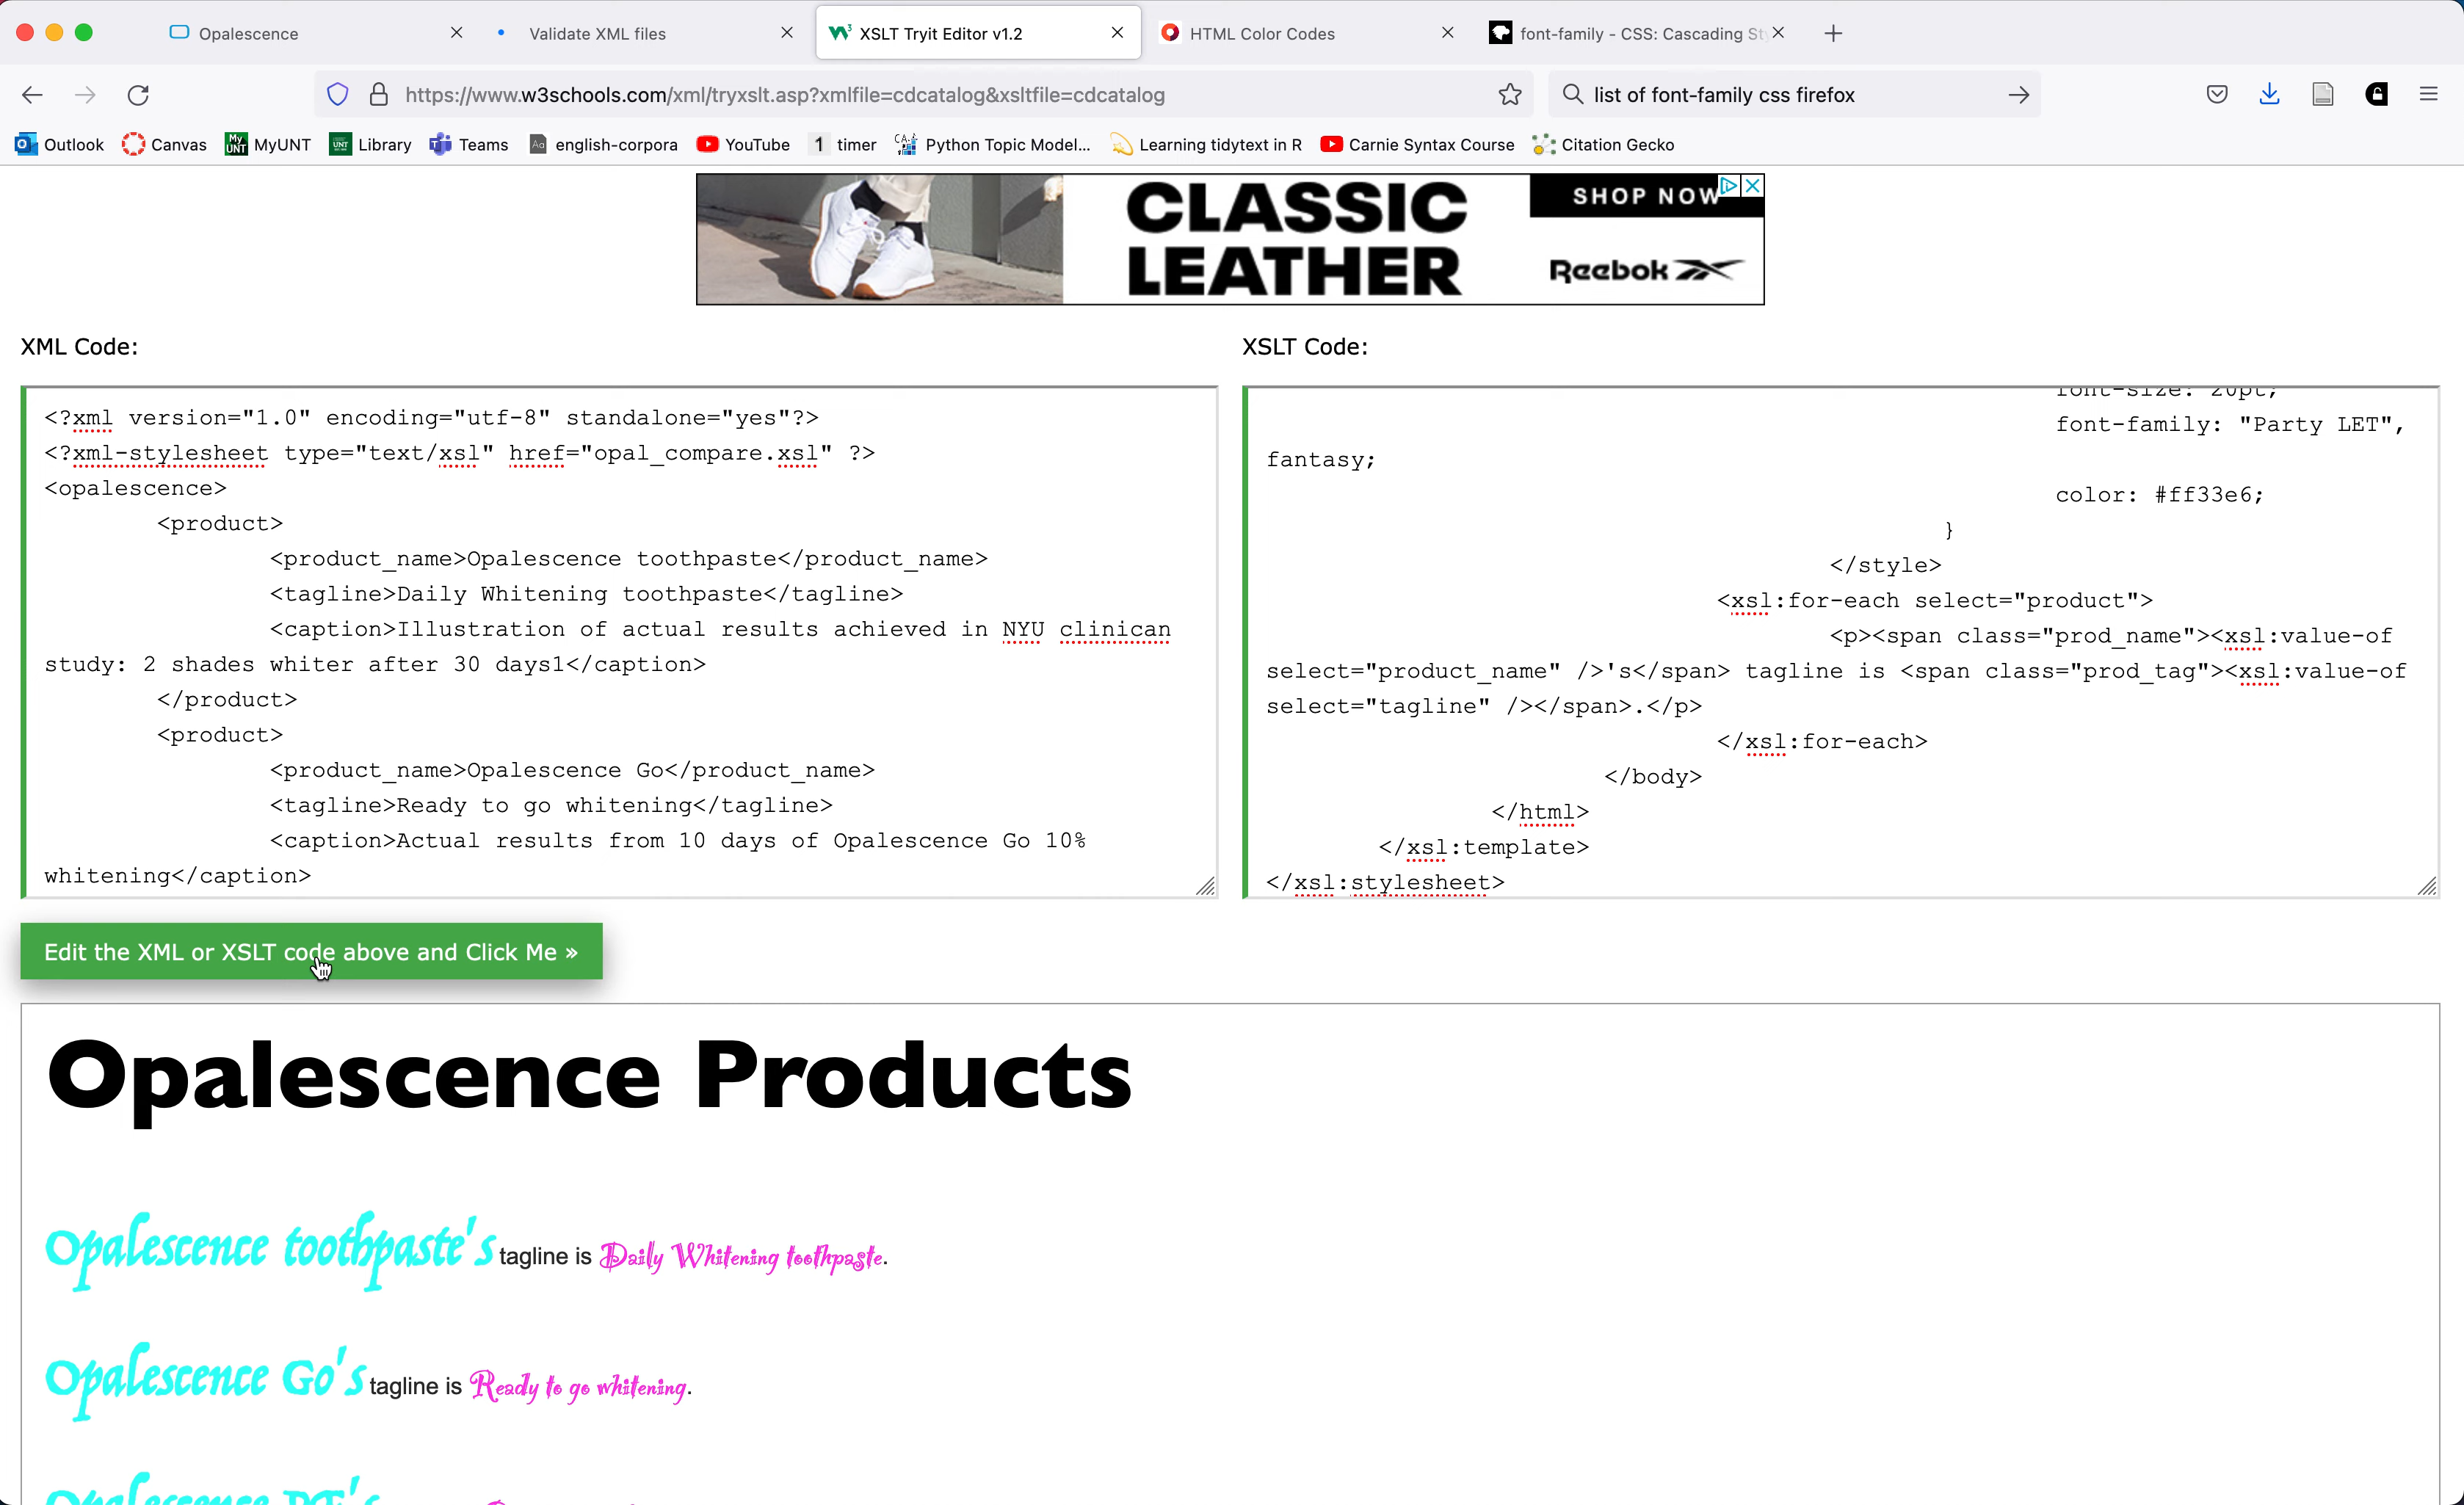 Opalescence
Validate XML files
XSLT Tryit Editor v1.2
HTML Color Codes
font-family - CSS: Cascading St
https://www.w3schools.com/xml/tryxslt.asp?xmlfile=cdcatalog&xsltfile=cdcatalog
list of font-family css firefox
Outlook Canvas MyUNT Library Teams english-corpora YouTube 1 timer Python Topic Model... Learning tidytext in R Carnie Syntax Course Citation Gecko
CLASSIC
LEATHER
SHOP NOW
Reebok
XML Code:
<?xml version="1.0" encoding="utf-8" standalone="yes"?>
<?xml-stylesheet type="text/xsl" href="opal_compare.xsl" ?>
<opalescence>
<product>
<product_name>Opalescence toothpaste</product_name>
<tagline>Daily Whitening toothpaste</tagline>
<caption>Illustration of actual results achieved in NYU clinican
study: 2 shades whiter after 30 days1</caption>
</product>
<product>
<product_name>Opalescence Go</product_name>
<tagline>Ready to go whitening</tagline>
<caption>Actual results from 10 days of Opalescence Go 10%
whitening</caption>
XSLT Code:
font-size: 20pt;
font-family: "Party LET",
fantasy;
color: #ff33e6;
}
</style>
<xsl:for-each select="product">
<p><span class="prod_name"><xsl:value-of
select="product_name" />'s</span> tagline is <span class="prod_tag"><xsl:value-of
select="tagline" /></span>.</p>
</xsl:for-each>
</body>
</html>
</xsl:template>
</xsl:stylesheet>
Edit the XML or XSLT code above and Click Me »
Opalescence Products
Opalescence toothpaste's tagline is Daily Whitening toothpaste.
Opalescence Go's tagline is Ready to go whitening.